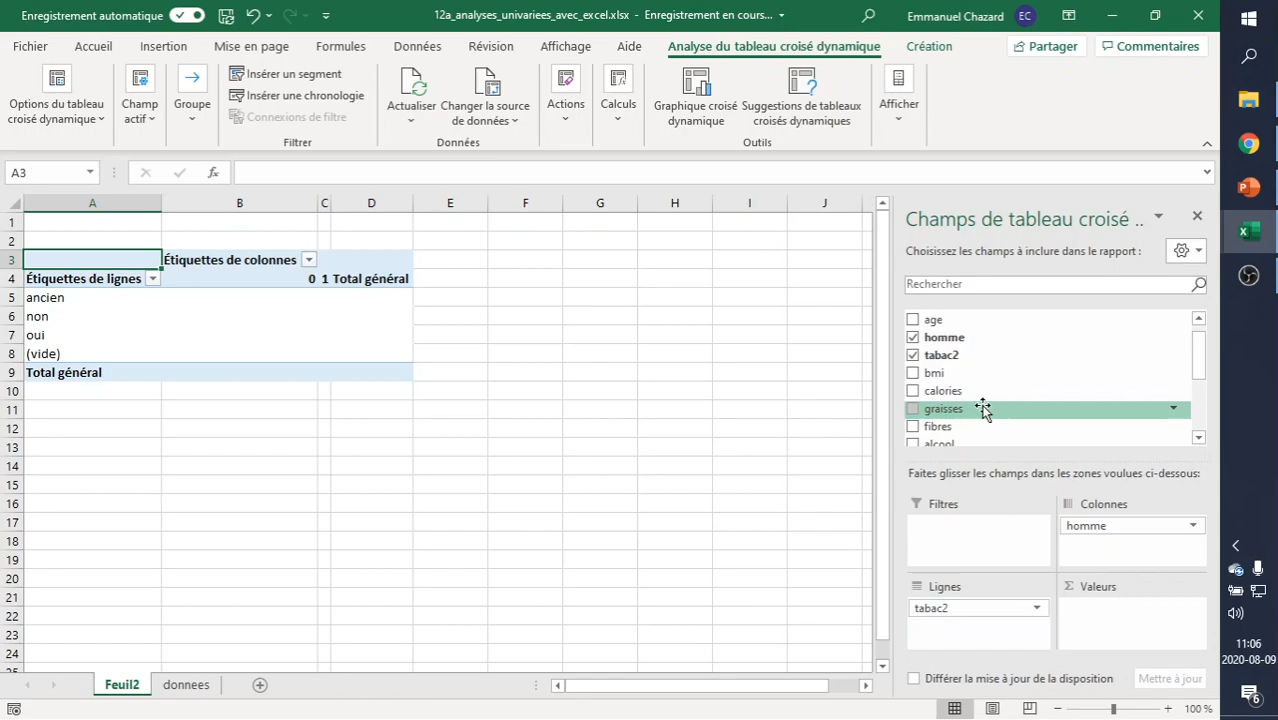 Enregistrement automatique
12a_analyses_univariees_avec_excel.xlsx - Enregistrement en cours...
Emmanuel Chazard EC
Fichier Accueil Insertion Mise en page Formules Données Révision Affichage Aide Analyse du tableau croisé dynamique Création Partager Commentaires
Options du tableau croisé dynamique
Champ actif
Groupe
Insérer un segment
Insérer une chronologie
Connexions de filtre
Filtrer
Actualiser
Changer la source de données
Données
Actions
Calculs
Graphique croisé dynamique
Suggestions de tableaux croisés dynamiques
Outils
Afficher
A3
fx
A B C D E F G H I J
1
2
3 Étiquettes de colonnes
4 Étiquettes de lignes 0 1 Total général
5 ancien
6 non
7 oui
8 (vide)
9 Total général
10
11
12
13
14
15
16
17
18
19
20
21
22
23
24
25
Champs de tableau croisé ..
Choisissez les champs à inclure dans le rapport :
Rechercher
age
homme
tabac2
bmi
calories
graisses
fibres
alcool
Faites glisser les champs dans les zones voulues ci-dessous:
Filtres
Colonnes
homme
Lignes
Σ Valeurs
tabac2
Différer la mise à jour de la disposition
Mettre à jour
Feuil2 donnees
100 %
11:06
2020-08-09
6